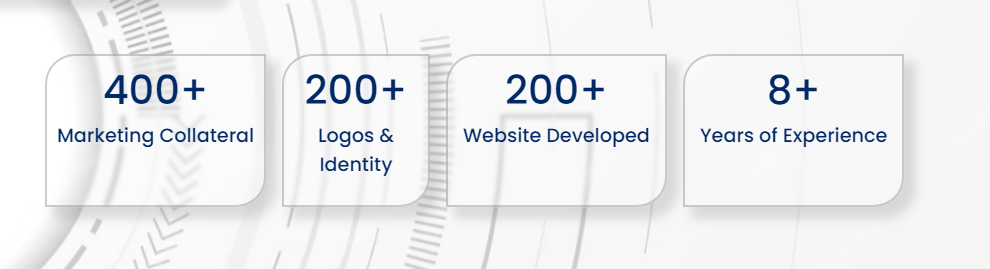 400+
Marketing Collateral
200+
Logos &
Identity
200+
Website Developed
8+
Years of Experience